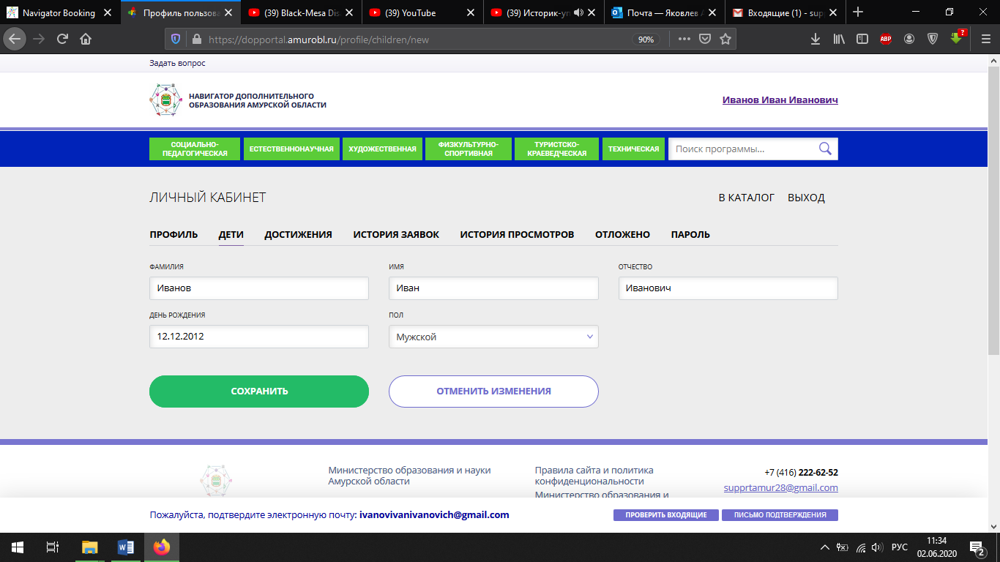 Navigator Booking
Профиль пользова
(39) Black-Mesa Dis
(39) YouTube
(39) Историк-уп
Почта — Яковлев А
Входящие (1) - sup
https://dopportal.amurobl.ru/profile/children/new
90%
ABP
?
Задать вопрос
НАВИГАТОР ДОПОЛНИТЕЛЬНОГО
ОБРАЗОВАНИЯ АМУРСКОЙ ОБЛАСТИ
Иванов Иван Иванович
СОЦИАЛЬНО-
ПЕДАГОГИЧЕСКАЯ
ЕСТЕСТВЕННОНАУЧНАЯ
ХУДОЖЕСТВЕННАЯ
ФИЗКУЛЬТУРНО-
СПОРТИВНАЯ
ТУРИСТСКО-
КРАЕВЕДЧЕСКАЯ
ТЕХНИЧЕСКАЯ
Поиск программы...
ЛИЧНЫЙ КАБИНЕТ
В КАТАЛОГ ВЫХОД
ПРОФИЛЬ ДЕТИ ДОСТИЖЕНИЯ ИСТОРИЯ ЗАЯВОК ИСТОРИЯ ПРОСМОТРОВ ОТЛОЖЕНО ПАРОЛЬ
ФАМИЛИЯ ИМЯ ОТЧЕСТВО
Иванов Иван Иванович
ДЕНЬ РОЖДЕНИЯ ПОЛ
12.12.2012 Мужской
СОХРАНИТЬ ОТМЕНИТЬ ИЗМЕНЕНИЯ
Министерство образования и науки
Амурской области
Правила сайта и политика
конфиденциальности
Министерство образования и
+7 (416) 222-62-52
supprtamur28@gmail.com
Пожалуйста, подтвердите электронную почту: ivanovivanivanovich@gmail.com
ПРОВЕРИТЬ ВХОДЯЩИЕ ПИСЬМО ПОДТВЕРЖДЕНИЯ
РУС
11:34
02.06.2020
2